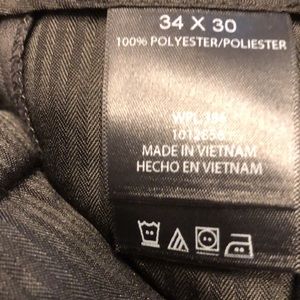 34 X 30
100% POLYESTER/POLIESTER
MADE IN VIETNAM
HECHO EN VIETNAM